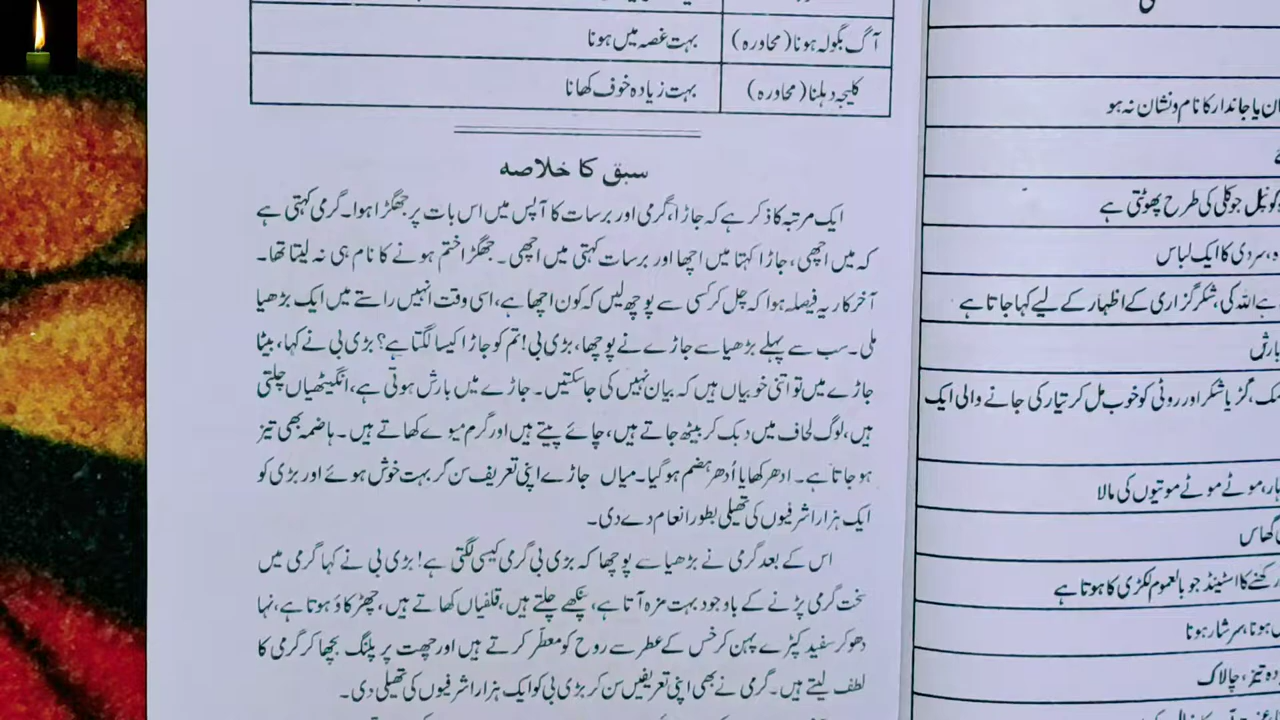 آگ بگولہ ہونا (محاورہ) بہت غصہ میں ہونا
کلیجہ دہلنا (محاورہ) بہت زیادہ خوف کھانا
سبق کا خلاصہ
ایک مرتبہ کا ذکر ہے کہ جاڑا، گرمی اور برسات کا آپس میں اس بات پر جھگڑا ہوا۔ گرمی کہتی ہے
کہ میں اچھی، جاڑا کہتا میں اچھا اور برسات کہتی میں اچھی۔ جھگڑا ختم ہونے کا نام ہی نہ لیتا تھا۔
آخر کار یہ فیصلہ ہوا کہ چل کر کسی سے پوچھ لیں کہ کون اچھا ہے، اسی وقت انہیں راستے میں ایک بڑھیا
ملی۔ سب سے پہلے بڑھیا سے جاڑے نے پوچھا، بڑی بی! تم کو جاڑا کیسا لگتا ہے؟ بڑی بی نے کہا، بیٹا
جاڑے میں تو اتنی خوبیاں ہیں کہ بیان نہیں کی جاسکتیں۔ جاڑے میں بارش ہوتی ہے، انگیٹھیاں جلتی
ہیں، لوگ لحاف میں دبک کر بیٹھ جاتے ہیں، چائے پیتے ہیں اور گرم میوے کھاتے ہیں۔ ہاضمہ بھی تیز
ہو جاتا ہے۔ ادھر کھایا اُدھر ہضم ہو گیا۔ میاں جاڑے اپنی تعریف سن کر بہت خوش ہوئے اور بڑی کو
ایک ہزار اشرفیوں کی تھیلی بطور انعام دے دی۔
اس کے بعد گرمی نے بڑھیا سے پوچھا کہ بڑی بی گرمی کیسی لگتی ہے! بڑی بی نے کہا گرمی میں
سخت گرمی پڑنے کے باوجود بہت مزہ آتا ہے، پنکھے چلتے ہیں، قلفیاں کھاتے ہیں، چھڑکاؤ ہوتا ہے، نہا
دھو کر سفید کپڑے پہن کر خس کے عطر سے روح کو معطّر کرتے ہیں اور چھت پر پلنگ بچھا کر گرمی کا
لطف لیتے ہیں۔ گرمی نے بھی اپنی تعریفیں سن کر بڑی بی کو ایک ہزار اشرفیوں کی تھیلی دی۔
ان یا جاندار کا نام و نشان نہ ہو
کونپل جو کلی کی طرح پھوٹتی ہے
، سردی کا ایک لباس
ہے اللہ کی، شکر گزاری کے اظہار کے لیے کہا جاتا ہے
بارش
مک، گڑ یا شکر اور روٹی کو خوب مل کر تیار کی جانے والی ایک
ہار، موٹے موٹے موتیوں کی مالا
گھاس
کھنے کا اسٹینڈ جو بالعموم لکڑی کا ہوتا ہے
ہونا، سرشار ہونا
دہ تیز، چالاک